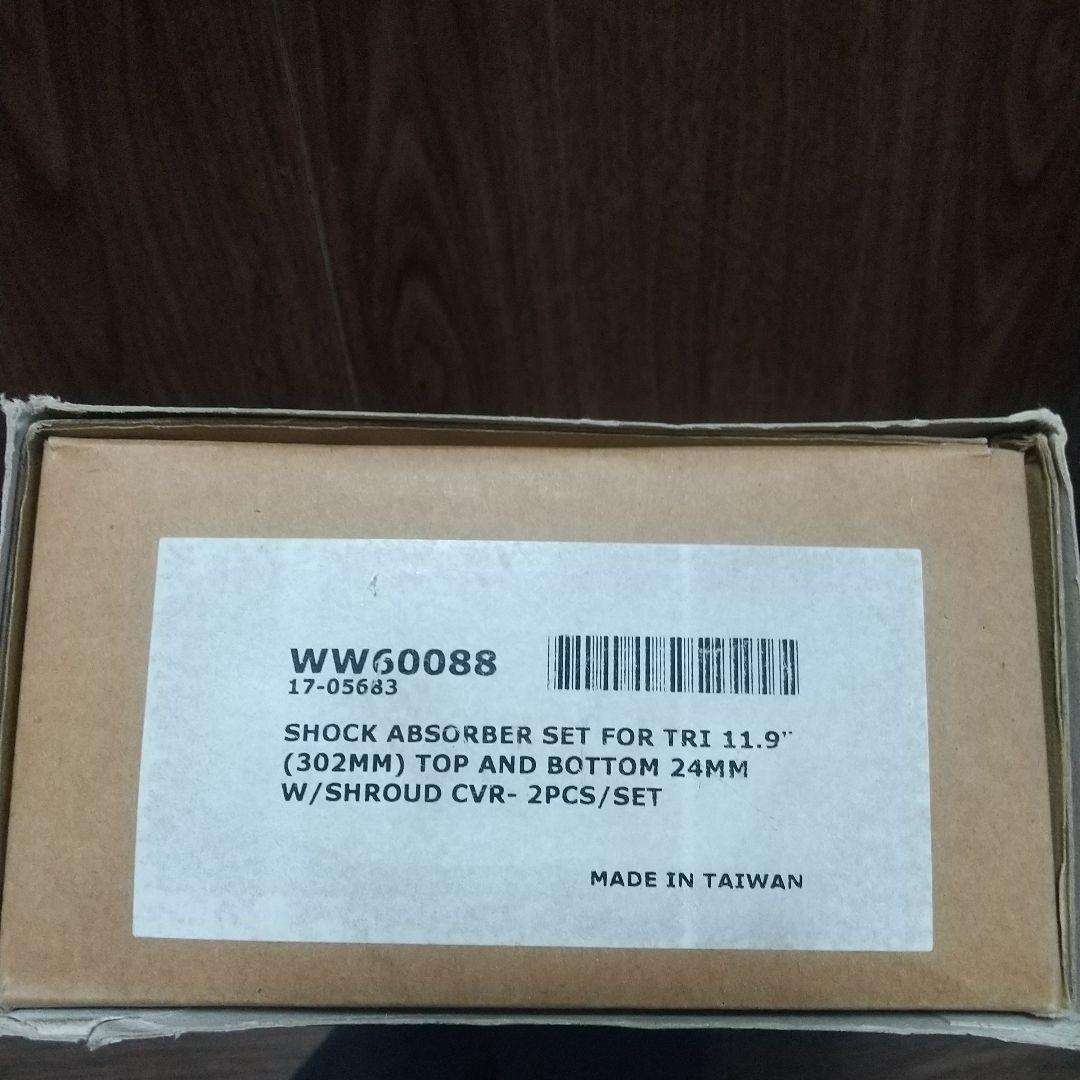 WW60088
17-05683
SHOCK ABSORBER SET FOR TRI 11.9"
(302MM) TOP AND BOTTOM 24MM
W/SHROUD CVR- 2PCS/SET
MADE IN TAIWAN